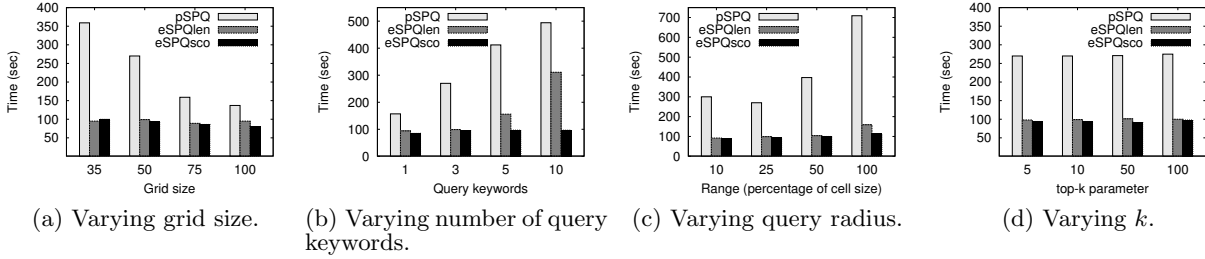 400
350
300
250
200
150
100
50
Time (sec)
pSPQ
eSPQlen
eSPQsco
35 50 75 100
Grid size
(a) Varying grid size.
500
400
300
200
100
0
Time (sec)
pSPQ
eSPQlen
eSPQsco
1 3 5 10
Query keywords
(b) Varying number of query
keywords.
700
600
500
400
300
200
100
0
Time (sec)
pSPQ
eSPQlen
eSPQsco
10 25 50 100
Range (percentage of cell size)
(c) Varying query radius.
400
350
300
250
200
150
100
50
Time (sec)
pSPQ
eSPQlen
eSPQsco
5 10 50 100
top-k parameter
(d) Varying k.